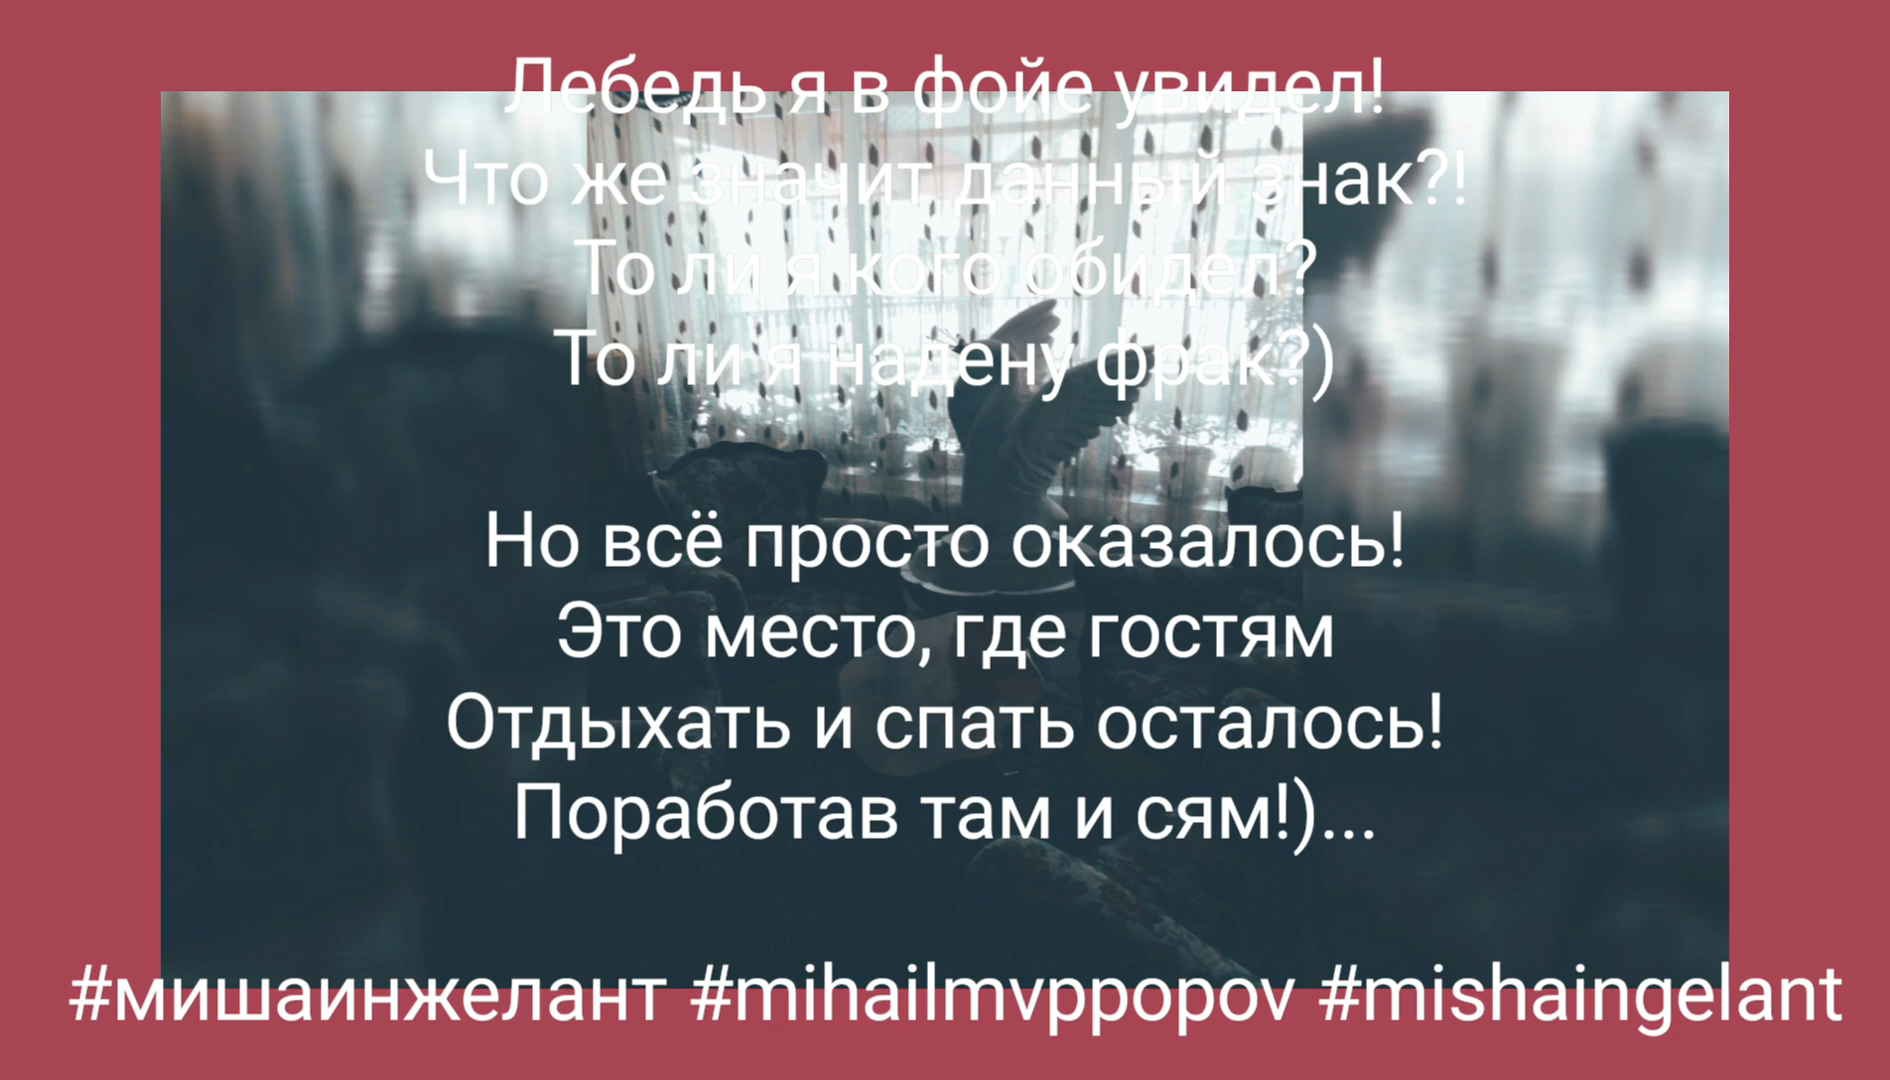 Лебедь я в фойе увидел!
Что же значит данный знак?!
То ли я кого обидел?
То ли я надену фрак?)
Но всё просто оказалось!
Это место, где гостям
Отдыхать и спать осталось!
Поработав там и сям!)...
#мишаинжелант #mihailmvppopov #mishaingelant